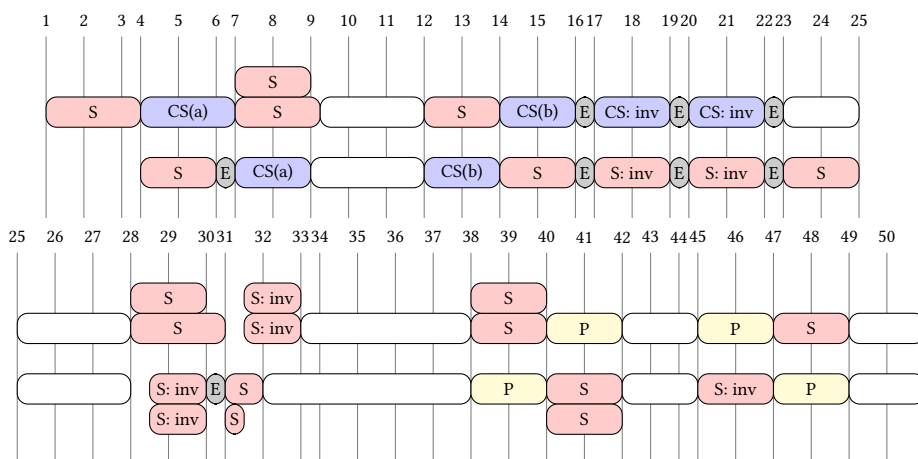 1 2 3 4 5 6 7 8 9 10 11 12 13 14 15 16 17 18 19 20 21 22 23 24 25
S
S CS(a) S S CS(b) E CS: inv E CS: inv E
S E CS(a) CS(b) S E S: inv E S: inv E S
25 26 27 28 29 30 31 32 33 34 35 36 37 38 39 40 41 42 43 44 45 46 47 48 49 50
S S: inv S
S S: inv S P P S
S: inv E S P S S: inv P
S: inv S S